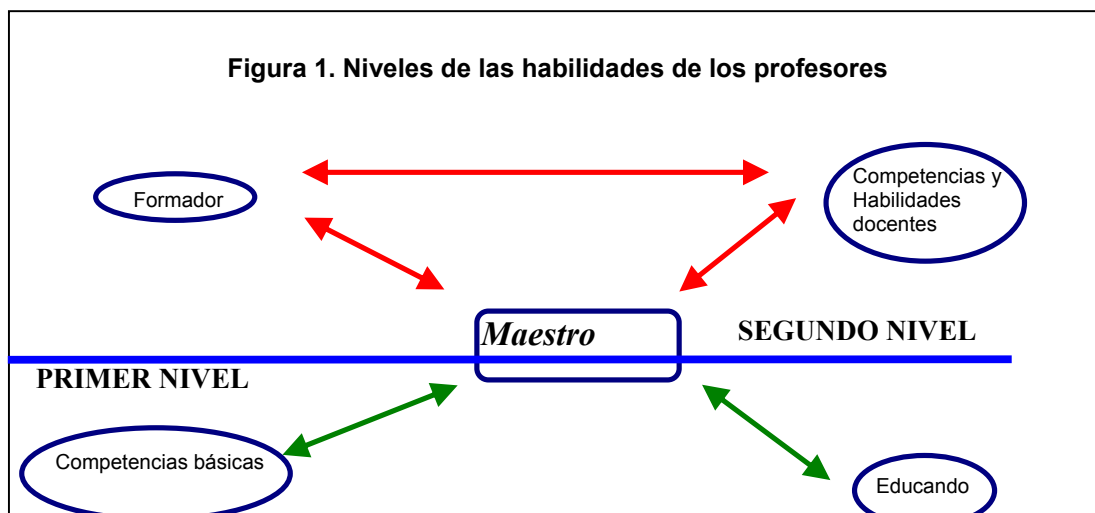 Figura 1. Niveles de las habilidades de los profesores
Formador
Competencias y
Habilidades
docentes
Maestro
SEGUNDO NIVEL
PRIMER NIVEL
Competencias básicas
Educando